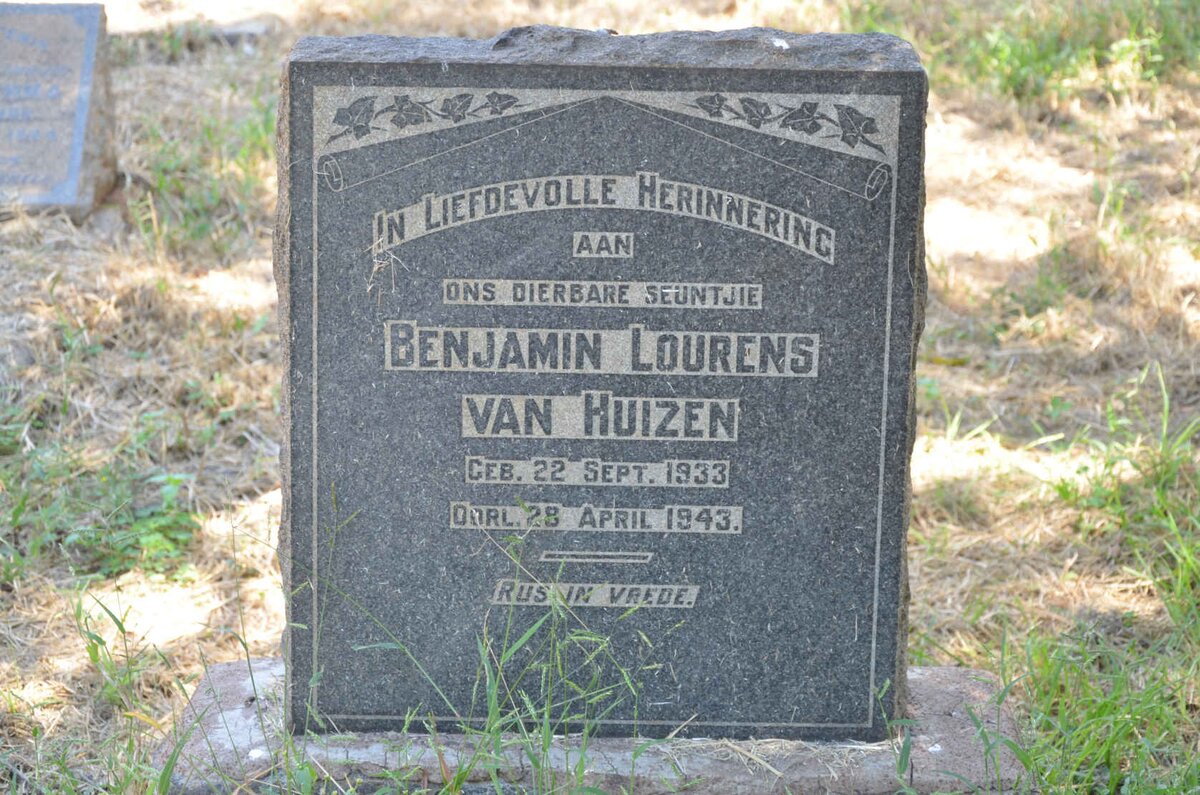 In Liefdevolle Herinnering
AAN
ONS DIERBARE SEUNTJIE
Benjamin Lourens
van Huizen
Geb. 22 Sept. 1933
Oorl. 28 April 1943.
Rus in vrede.